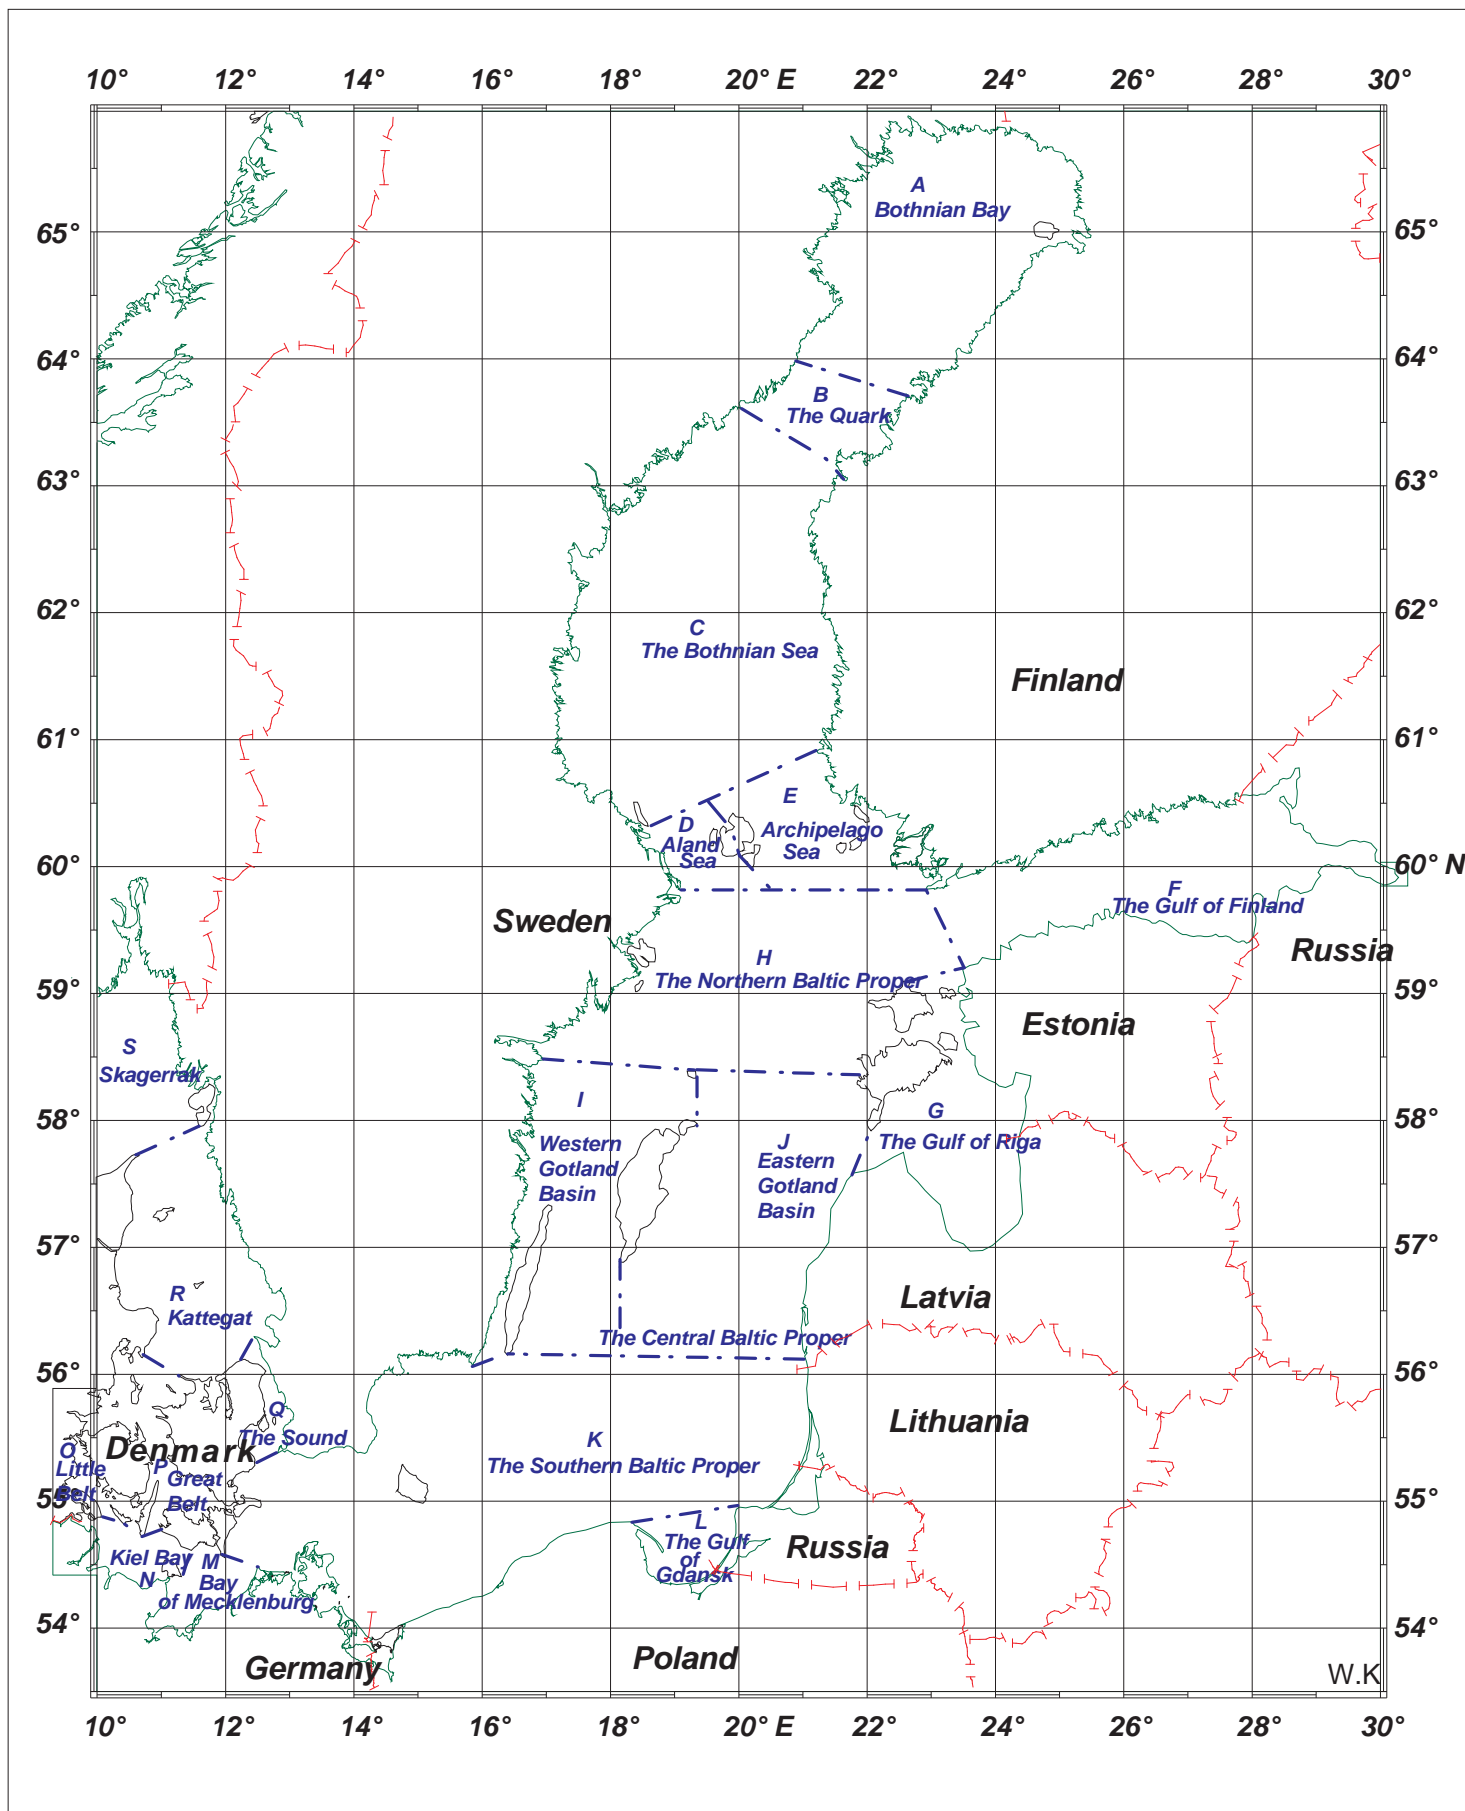 10° 12° 14° 16° 18° 20° E 22° 24° 26° 28° 30°
A
Bothnian Bay
65° 65°
64° 64°
B
The Quark
63° 63°
62° 62°
C
The Bothnian Sea
Finland
61° 61°
E
D
Archipelago
Aland
Sea
Sea
60° 60° N
F
The Gulf of Finland
Sweden
Russia
H
The Northern Baltic Proper
59° 59°
Estonia
S
Skagerrak
I
G
58° 58°
Western
Gotland
Basin
J
Eastern
Gotland
Basin
The Gulf of Riga
57° 57°
R
Kattegat
Latvia
The Central Baltic Proper
56° 56°
Q
The Sound
Lithuania
K
The Southern Baltic Proper
Denmark
O
Little
Belt
P
Great
Belt
55° 55°
L
The Gulf
of
Gdansk
Russia
Kiel Bay
N
M
Bay
of Mecklenburg
54° 54°
Germany
Poland
W.K
10° 12° 14° 16° 18° 20° E 22° 24° 26° 28° 30°